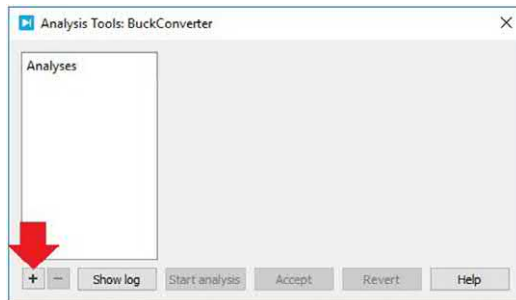 Analysis Tools: BuckConverter
Analyses
+ − Show log Start analysis Accept Revert Help